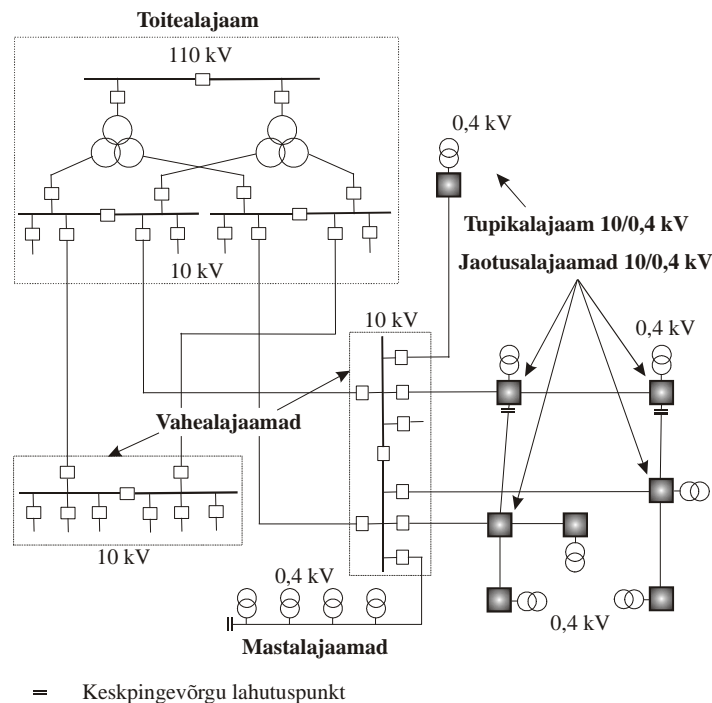 Toitealajaam
110 kV
0,4 kV
Tupikalajaam 10/0,4 kV
Jaotusalajaamad 10/0,4 kV
10 kV
10 kV
0,4 kV
Vahealajaamad
10 kV
0,4 kV
0,4 kV
Mastalajaamad
Keskpingevõrgu lahutuspunkt